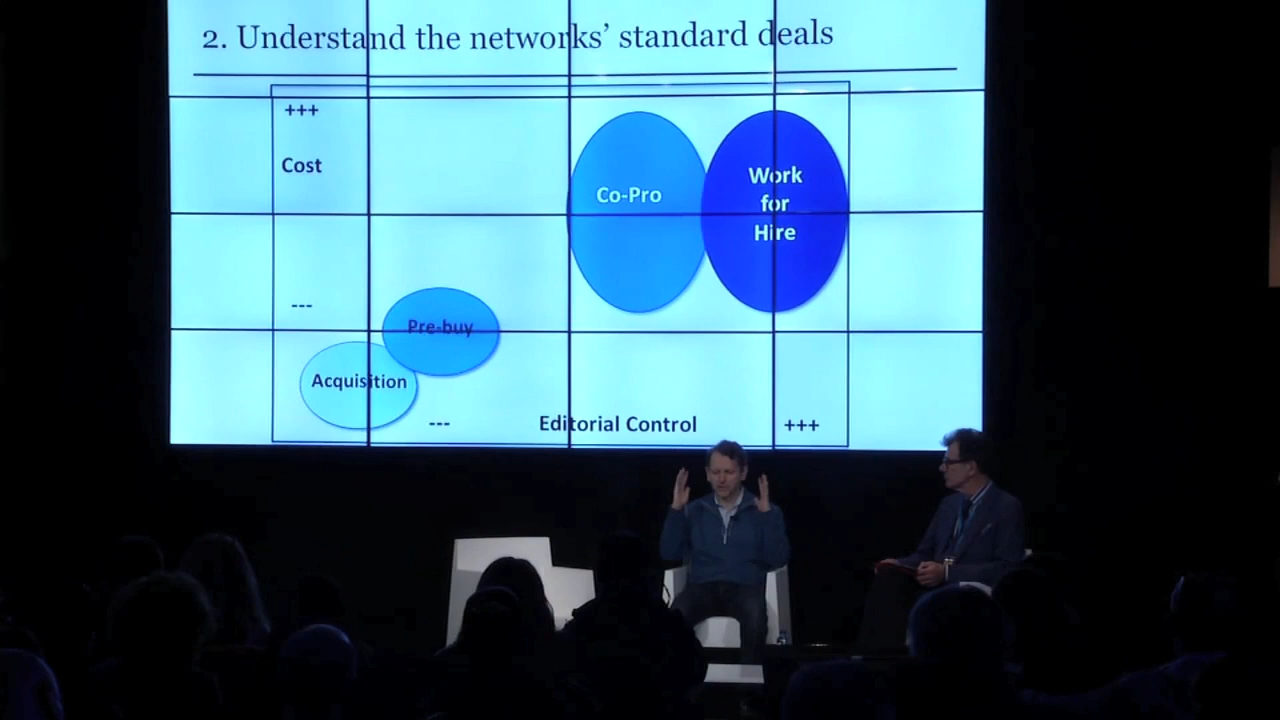 2. Understand the networks’ standard deals
+++
Cost
Co-Pro
Work
for
Hire
---
Pre-buy
Acquisition
---
Editorial Control
+++